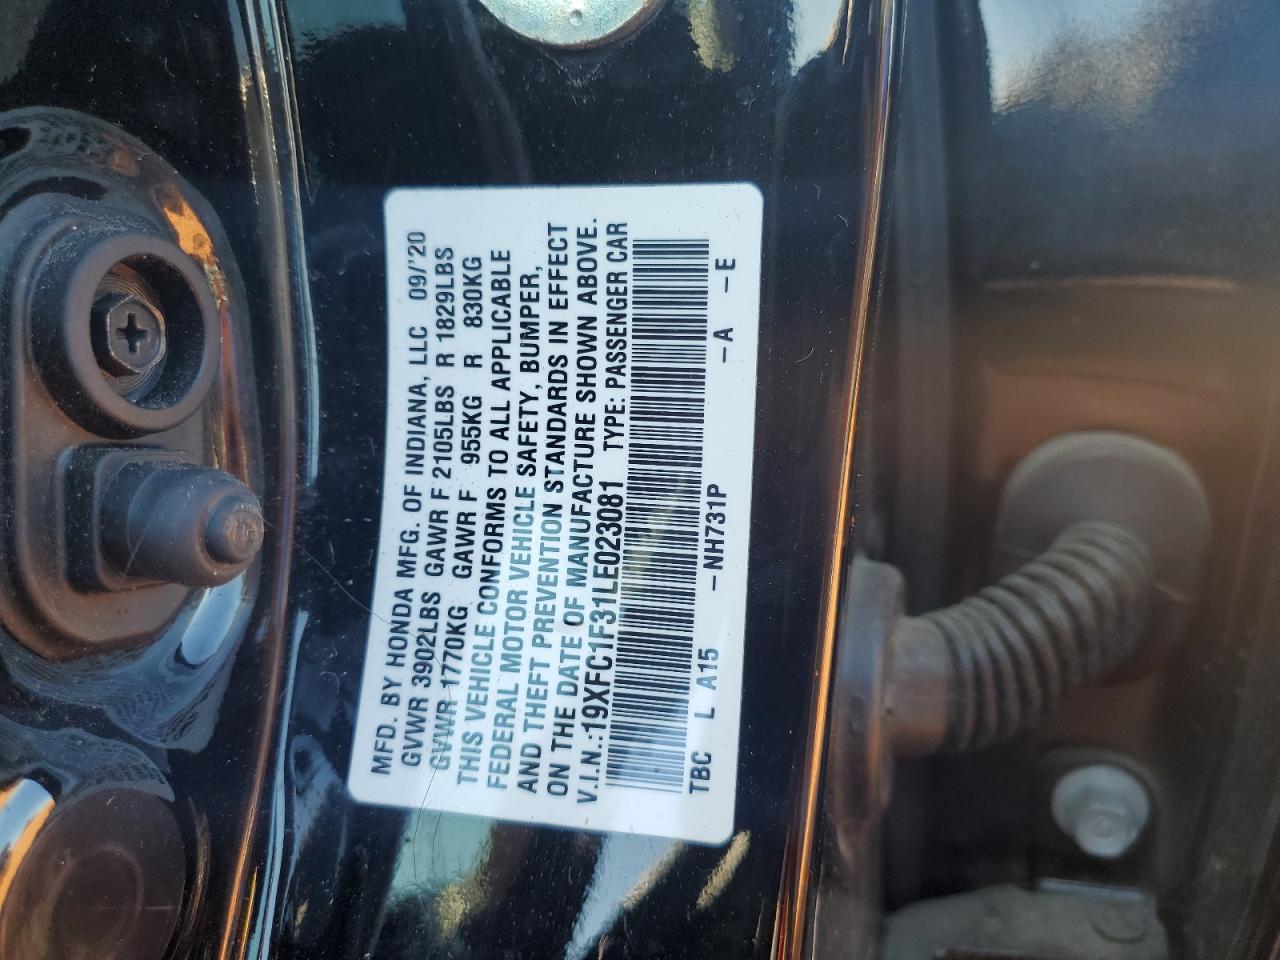 MFD. BY HONDA MFG. OF INDIANA, LLC 09/'20
GVWR 3902LBS GAWR F 2105LBS R 1829LBS
GVWR 1770KG GAWR F 955KG R 830KG
THIS VEHICLE CONFORMS TO ALL APPLICABLE
FEDERAL MOTOR VEHICLE SAFETY, BUMPER,
AND THEFT PREVENTION STANDARDS IN EFFECT
ON THE DATE OF MANUFACTURE SHOWN ABOVE.
V.I.N.:19XFC1F31LE023081 TYPE: PASSENGER CAR
TBC L A15 -NH731P -A -E